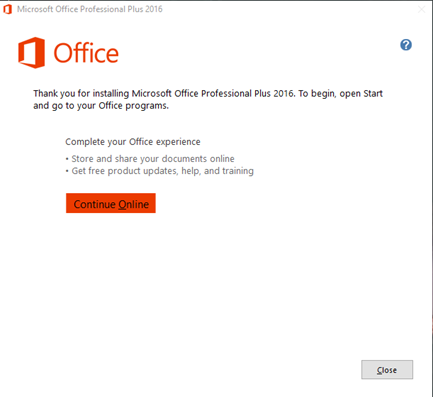 Microsoft Office Professional Plus 2016
Office
?
Thank you for installing Microsoft Office Professional Plus 2016. To begin, open Start
and go to your Office programs.
Complete your Office experience
• Store and share your documents online
• Get free product updates, help, and training
Continue Online
Close